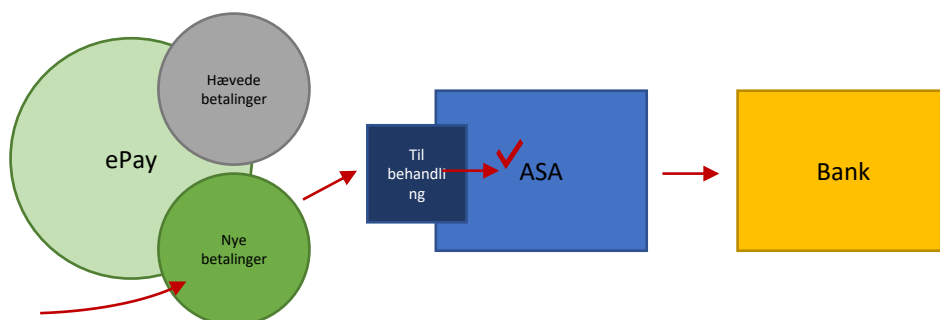 Hævede
betalinger
ePay
Til
behandli
ng
ASA
Bank
Nye
betalinger